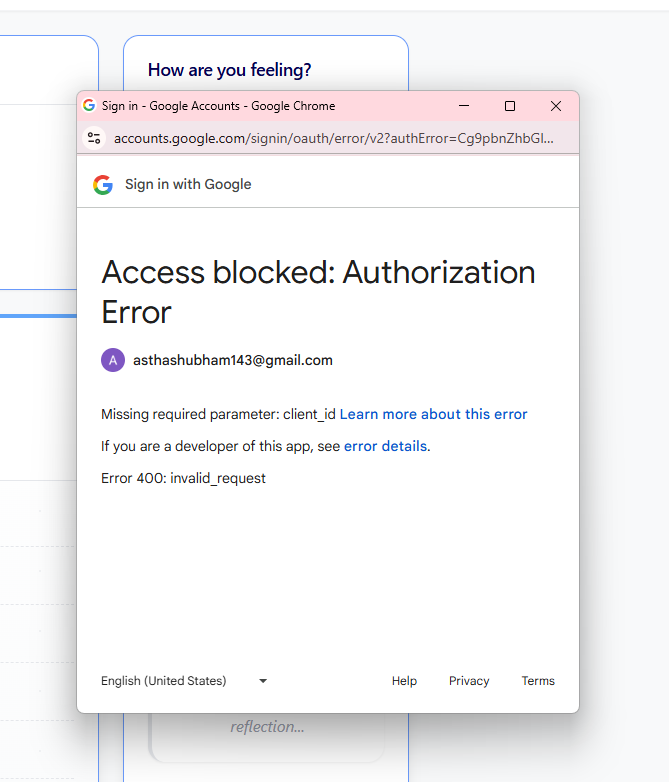 How are you feeling?
Sign in - Google Accounts - Google Chrome
accounts.google.com/signin/oauth/error/v2?authError=Cg9pbnZhbGl...
Sign in with Google
Access blocked: Authorization
Error
A
asthashubham143@gmail.com
Missing required parameter: client_id Learn more about this error
If you are a developer of this app, see error details.
Error 400: invalid_request
English (United States)
Help
Privacy
Terms
reflection...